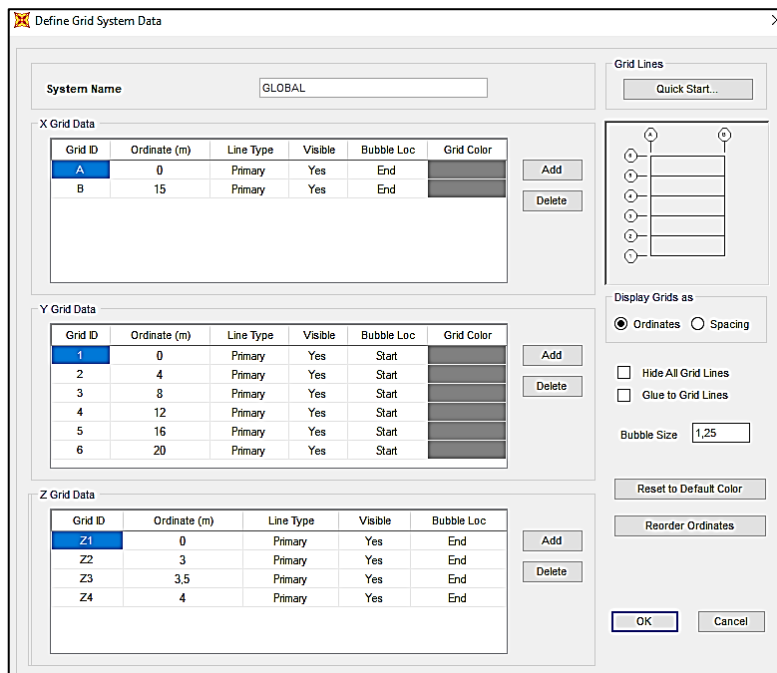 Define Grid System Data
System Name
GLOBAL
Grid Lines
Quick Start...
X Grid Data
Grid ID Ordinate (m) Line Type Visible Bubble Loc Grid Color
A 0 Primary Yes End
B 15 Primary Yes End
Add
Delete
A B
6
5
4
3
2
1
Y Grid Data
Grid ID Ordinate (m) Line Type Visible Bubble Loc Grid Color
1 0 Primary Yes Start
2 4 Primary Yes Start
3 8 Primary Yes Start
4 12 Primary Yes Start
5 16 Primary Yes Start
6 20 Primary Yes Start
Add
Delete
Display Grids as
Ordinates Spacing
Hide All Grid Lines
Glue to Grid Lines
Bubble Size 1,25
Z Grid Data
Grid ID Ordinate (m) Line Type Visible Bubble Loc
Z1 0 Primary Yes End
Z2 3 Primary Yes End
Z3 3,5 Primary Yes End
Z4 4 Primary Yes End
Add
Delete
Reset to Default Color
Reorder Ordinates
OK Cancel